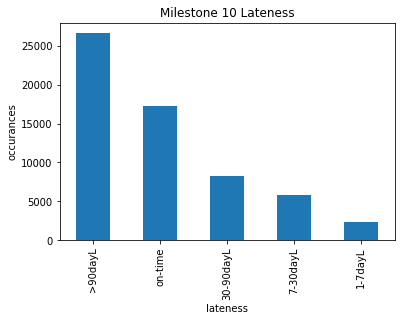 Milestone 10 Lateness
25000
20000
15000
10000
5000
0
occurances
>90dayL
on-time
30-90dayL
7-30dayL
1-7dayL
lateness